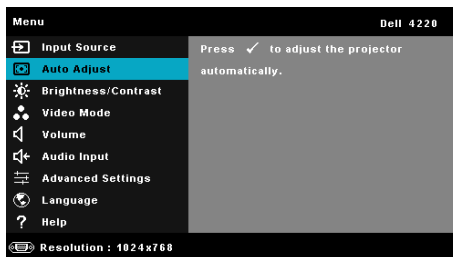 Menu Dell 4220
Input Source
Press ✓ to adjust the projector
Auto Adjust
automatically.
Brightness/Contrast
Video Mode
Volume
Audio Input
Advanced Settings
Language
? Help
Resolution : 1024x768